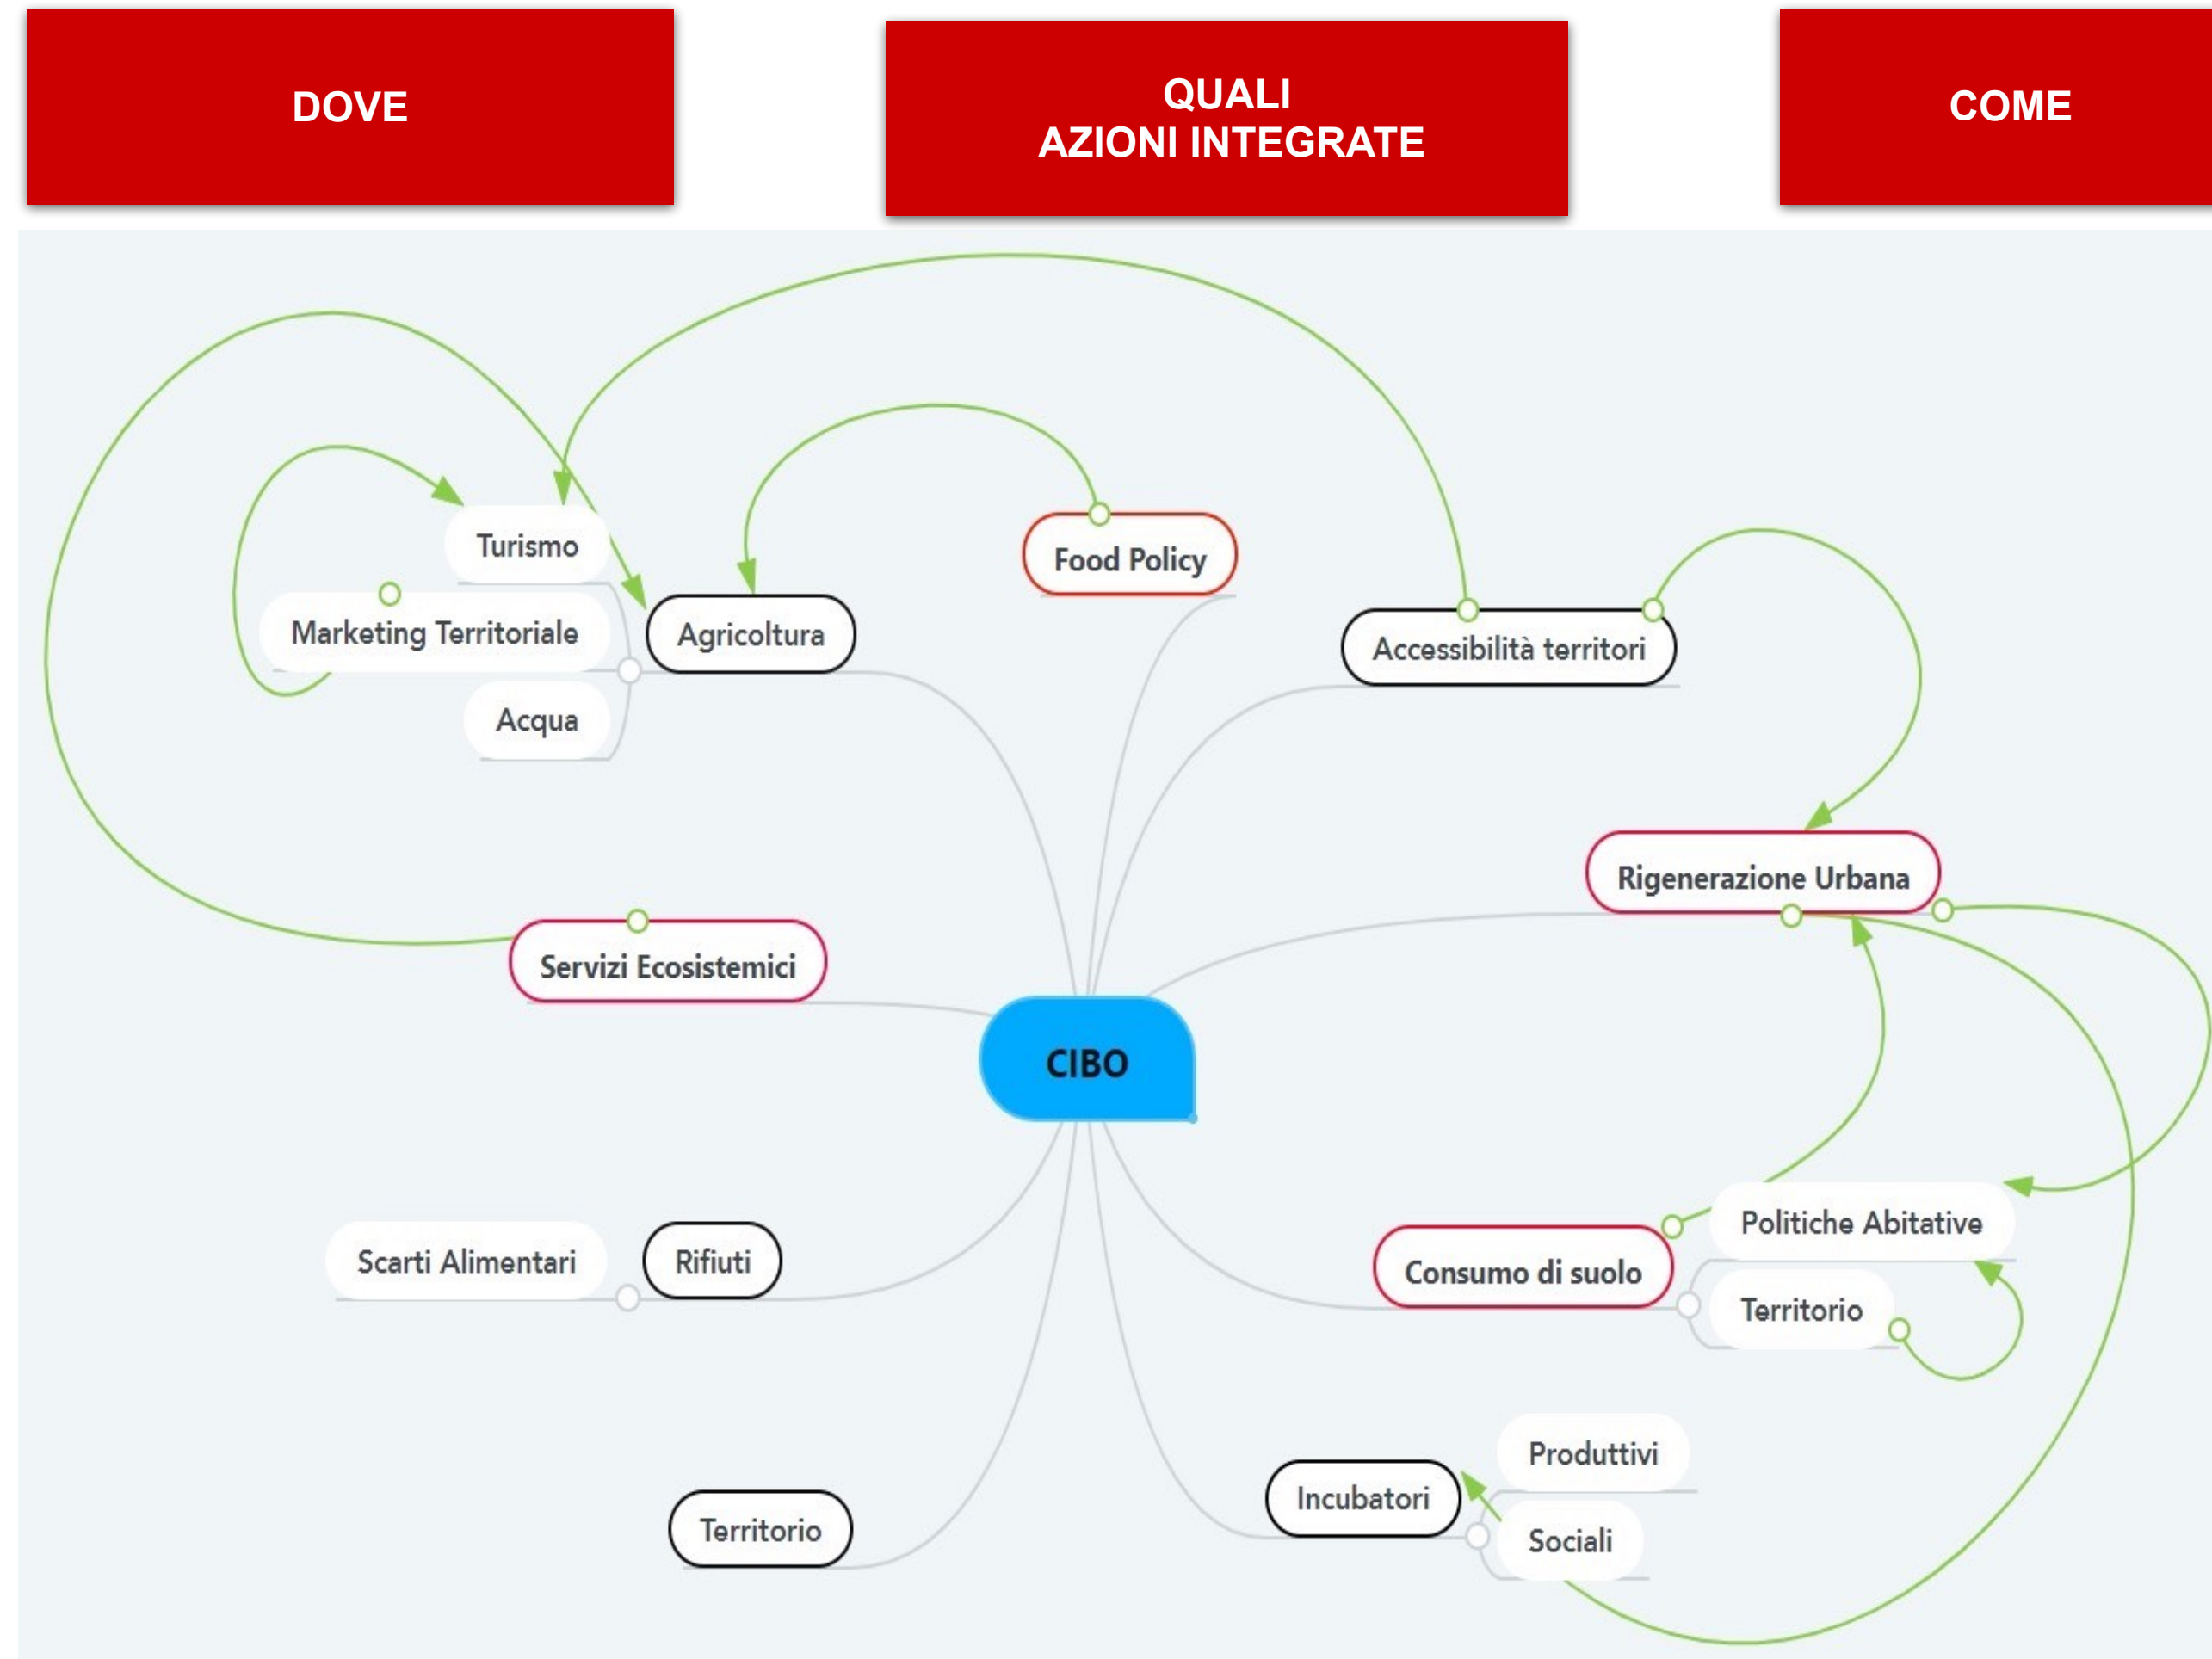 DOVE
QUALI
AZIONI INTEGRATE
COME
Turismo
Marketing Territoriale
Acqua
Agricoltura
Food Policy
Accessibilità territori
Rigenerazione Urbana
Servizi Ecosistemici
CIBO
Scarti Alimentari
Rifiuti
Consumo di suolo
Politiche Abitative
Territorio
Territorio
Incubatori
Produttivi
Sociali